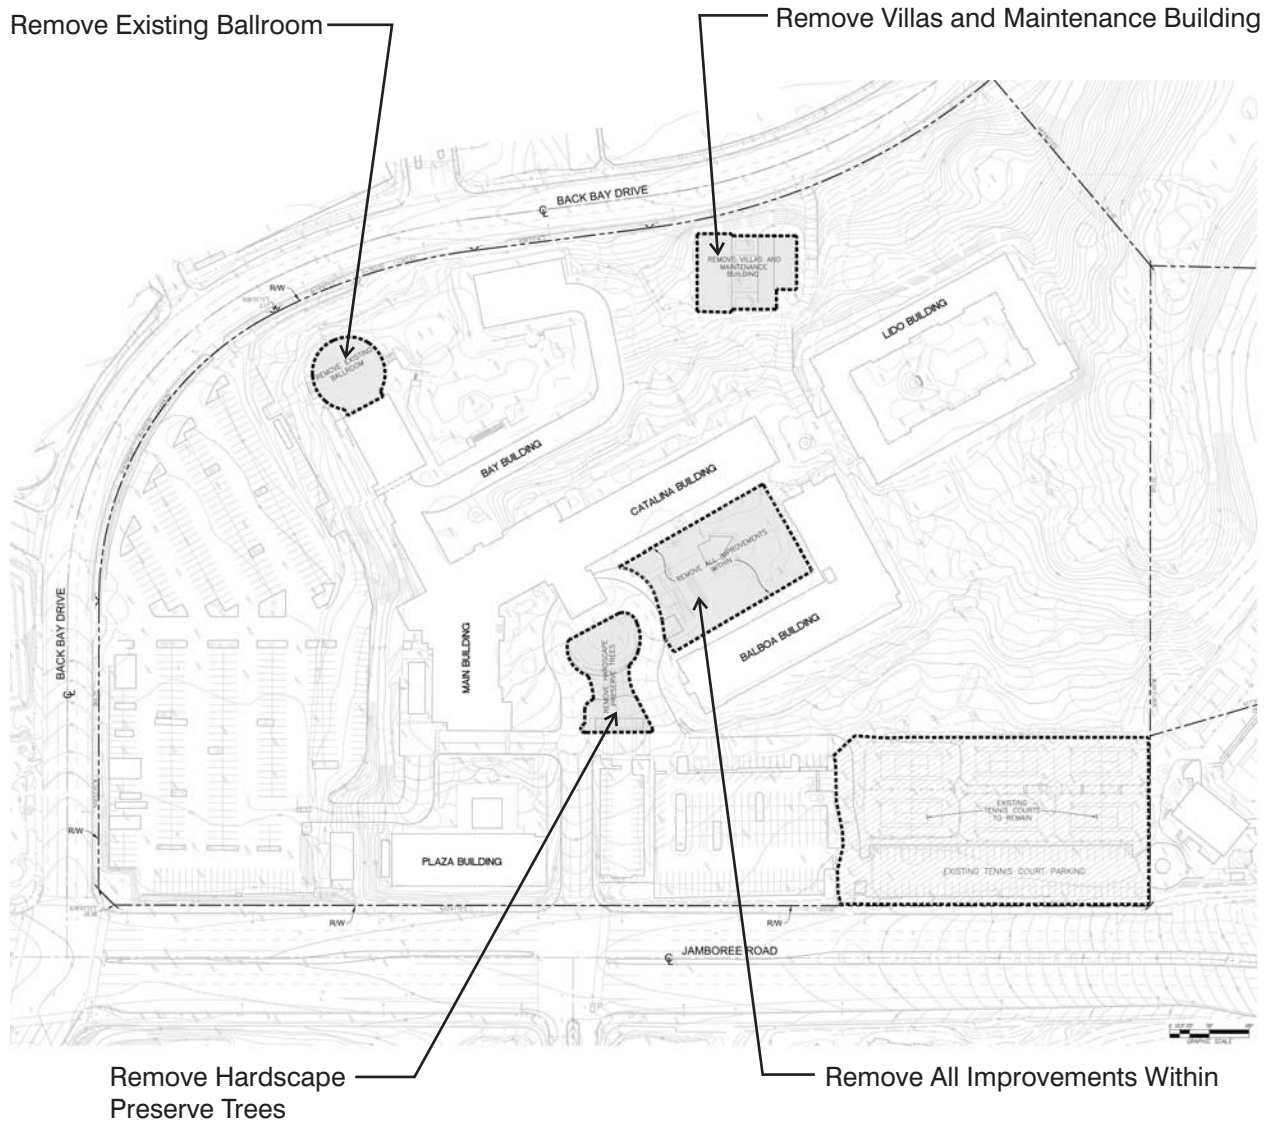 Remove Existing Ballroom
Remove Villas and Maintenance Building
BACK BAY DRIVE
REMOVE VILLAS AND
MAINTENANCE
BUILDING
R/W
LIDO BUILDING
REMOVE EXISTING
BALLROOM
BAY BUILDING
CATALINA BUILDING
REMOVE ALL IMPROVEMENTS
WITHIN
BACK BAY DRIVE
MAIN BUILDING
REMOVE HARDSCAPE
PRESERVE TREES
BALBOA BUILDING
EXISTING
TENNIS COURTS
TO REMAIN
R/W
PLAZA BUILDING
EXISTING TENNIS COURT PARKING
R/W
R/W
JAMBOREE ROAD
GRAPHIC SCALE
Remove Hardscape
Preserve Trees
Remove All Improvements Within